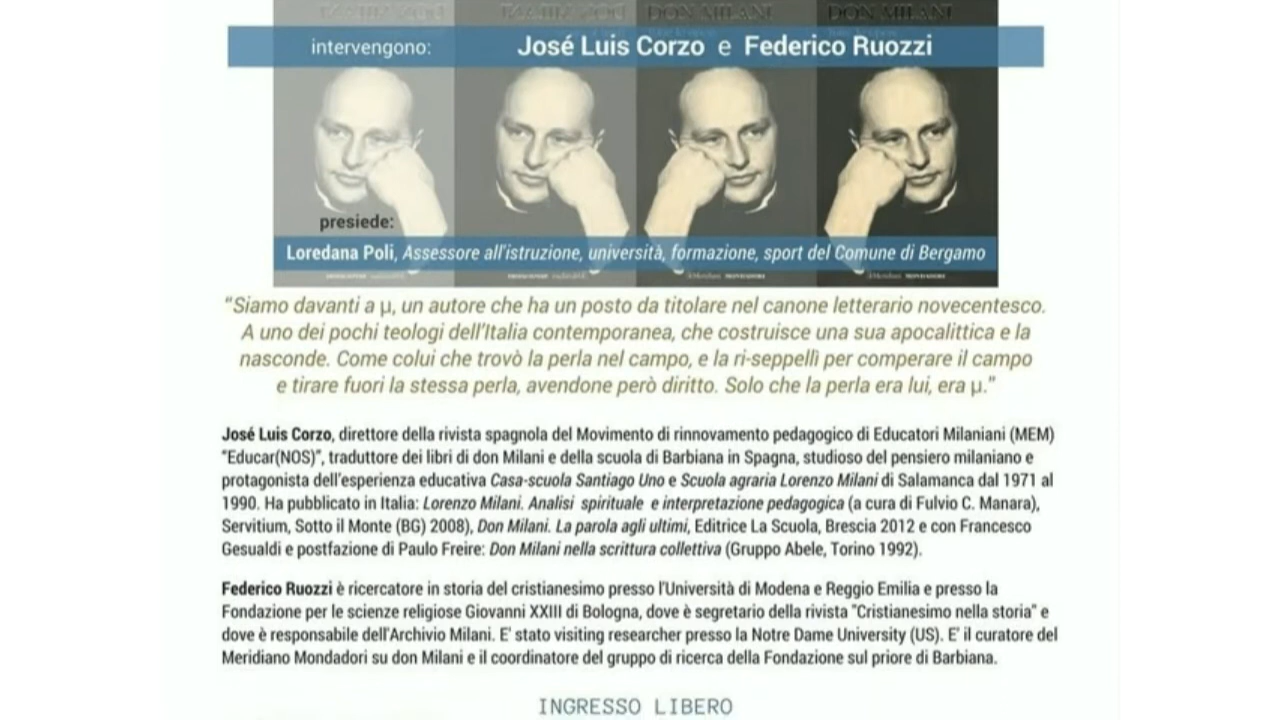 DON MILANI DON MILANI
intervengono: José Luis Corzo e Federico Ruozzi
presiede:
Loredana Poli, Assessore all'istruzione, università, formazione, sport del Comune di Bergamo
“Siamo davanti a μ, un autore che ha un posto da titolare nel canone letterario novecentesco.
A uno dei pochi teologi dell’Italia contemporanea, che costruisce una sua apocalittica e la
nasconde. Come colui che trovò la perla nel campo, e la ri-seppellì per comperare il campo
e tirare fuori la stessa perla, avendone però diritto. Solo che la perla era lui, era μ.”
José Luis Corzo, direttore della rivista spagnola del Movimento di rinnovamento pedagogico di Educatori Milaniani (MEM)
"Educar(NOS)", traduttore dei libri di don Milani e della scuola di Barbiana in Spagna, studioso del pensiero milaniano e
protagonista dell'esperienza educativa Casa-scuola Santiago Uno e Scuola agraria Lorenzo Milani di Salamanca dal 1971 al
1990. Ha pubblicato in Italia: Lorenzo Milani. Analisi spirituale e interpretazione pedagogica (a cura di Fulvio C. Manara),
Servitium, Sotto il Monte (BG) 2008), Don Milani. La parola agli ultimi, Editrice La Scuola, Brescia 2012 e con Francesco
Gesualdi e postfazione di Paulo Freire: Don Milani nella scrittura collettiva (Gruppo Abele, Torino 1992).
Federico Ruozzi è ricercatore in storia del cristianesimo presso l'Università di Modena e Reggio Emilia e presso la
Fondazione per le scienze religiose Giovanni XXIII di Bologna, dove è segretario della rivista "Cristianesimo nella storia" e
dove è responsabile dell'Archivio Milani. E' stato visiting researcher presso la Notre Dame University (US). E' il curatore del
Meridiano Mondadori su don Milani e il coordinatore del gruppo di ricerca della Fondazione sul priore di Barbiana.
INGRESSO LIBERO